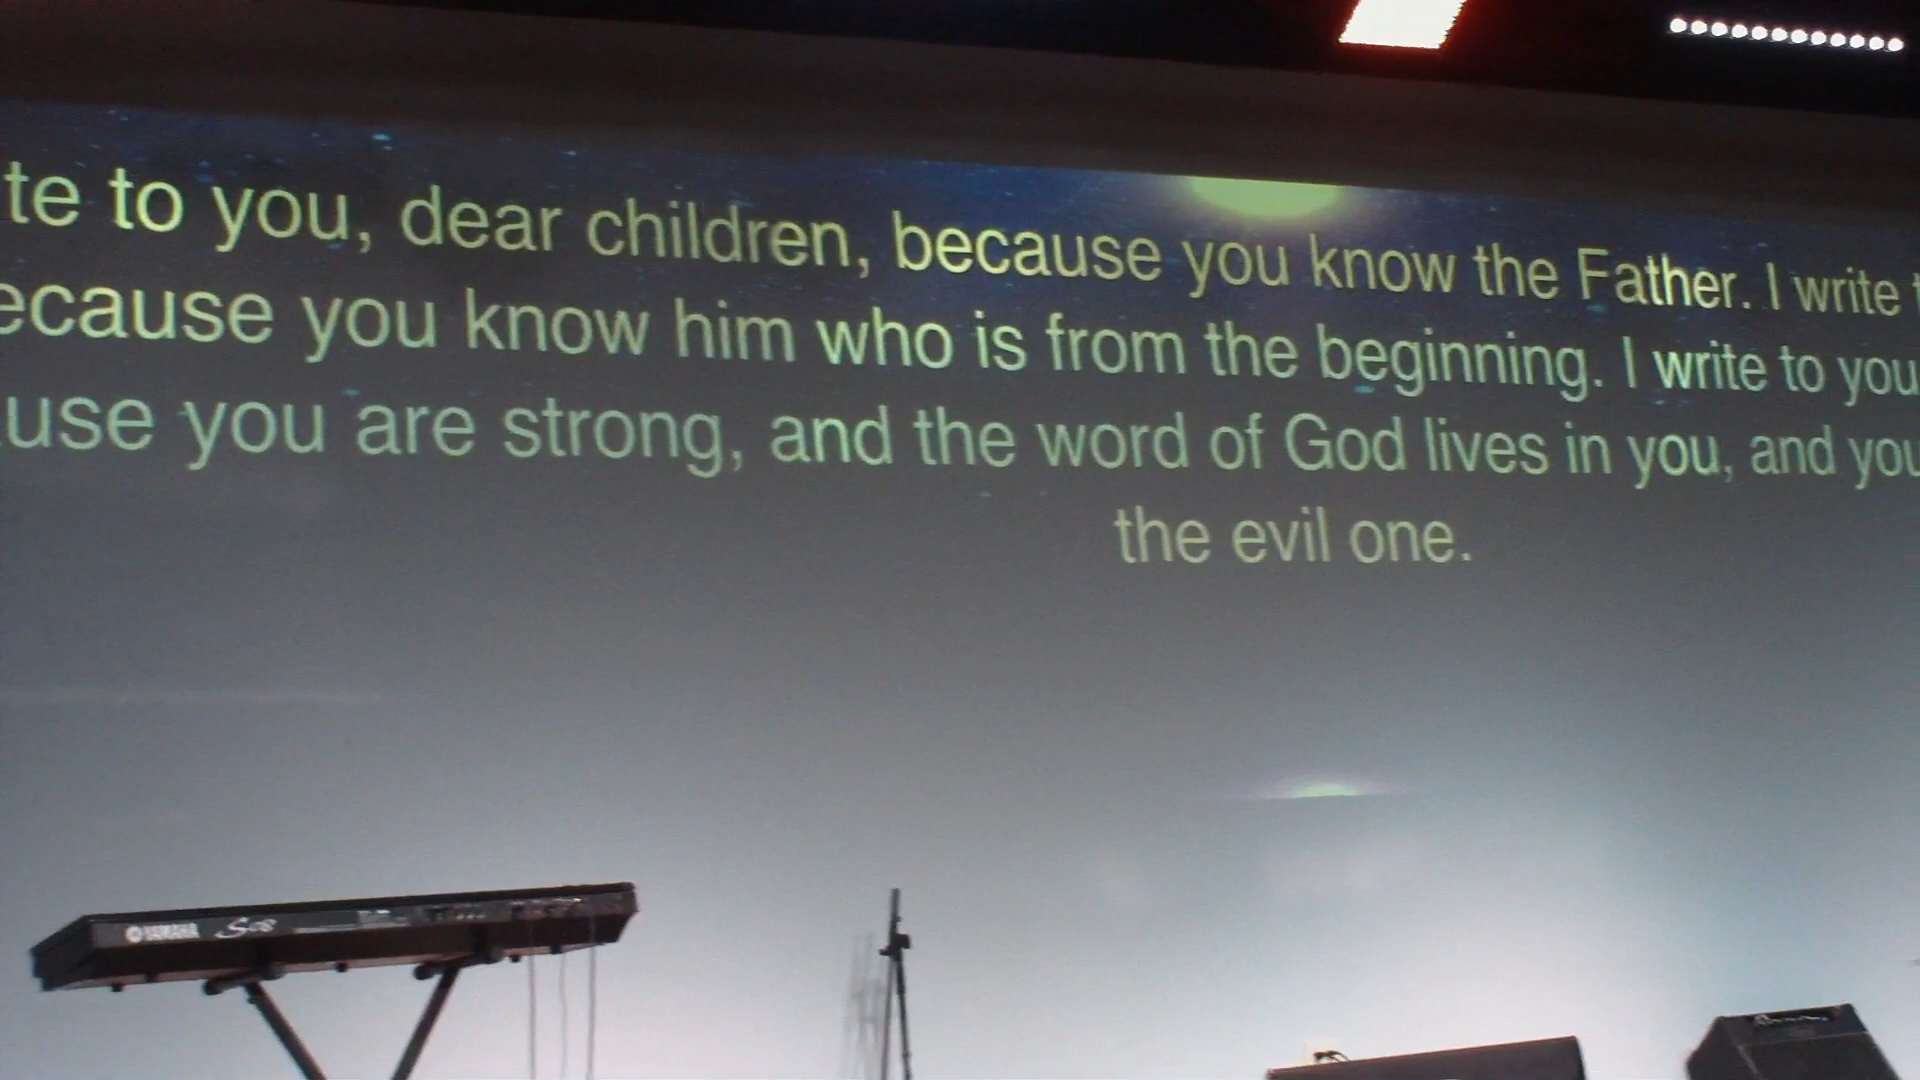 te to you, dear children, because you know the Father. I write t
ecause you know him who is from the beginning. I write to you
use you are strong, and the word of God lives in you, and you
the evil one.
YAMAHA S08